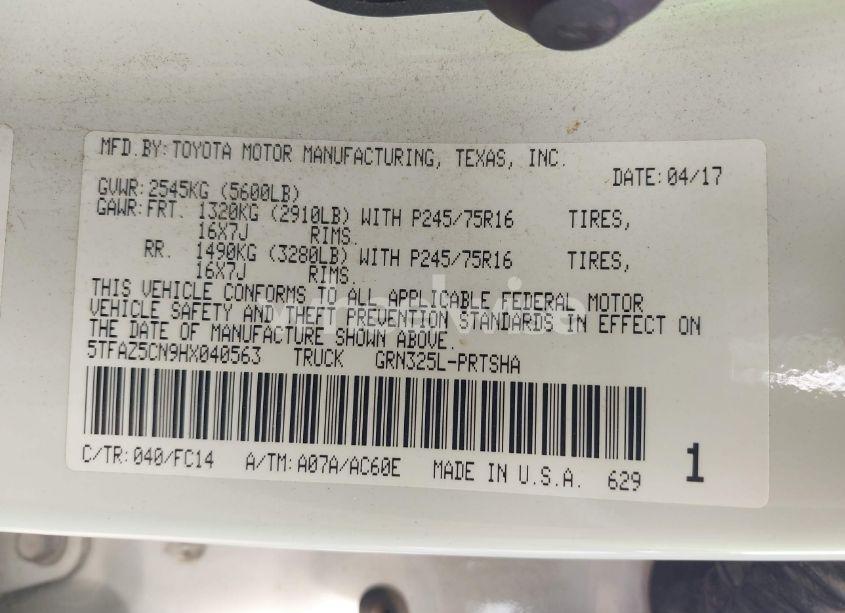 MFD.BY:TOYOTA MOTOR MANUFACTURING, TEXAS, INC.
DATE:04/17
GVWR:2545KG (5600LB)
GAWR:FRT. 1320KG (2910LB) WITH P245/75R16 TIRES,
16X7J RIMS.
RR. 1490KG (3280LB) WITH P245/75R16 TIRES,
16X7J RIMS.
THIS VEHICLE CONFORMS TO ALL APPLICABLE FEDERAL MOTOR
VEHICLE SAFETY AND THEFT PREVENTION STANDARDS IN EFFECT ON
THE DATE OF MANUFACTURE SHOWN ABOVE.
5TFAZ5CN9HX040563 TRUCK GRN325L-PRTSHA
C/TR:040/FC14 A/TM:A07A/AC60E MADE IN U.S.A. 629 1